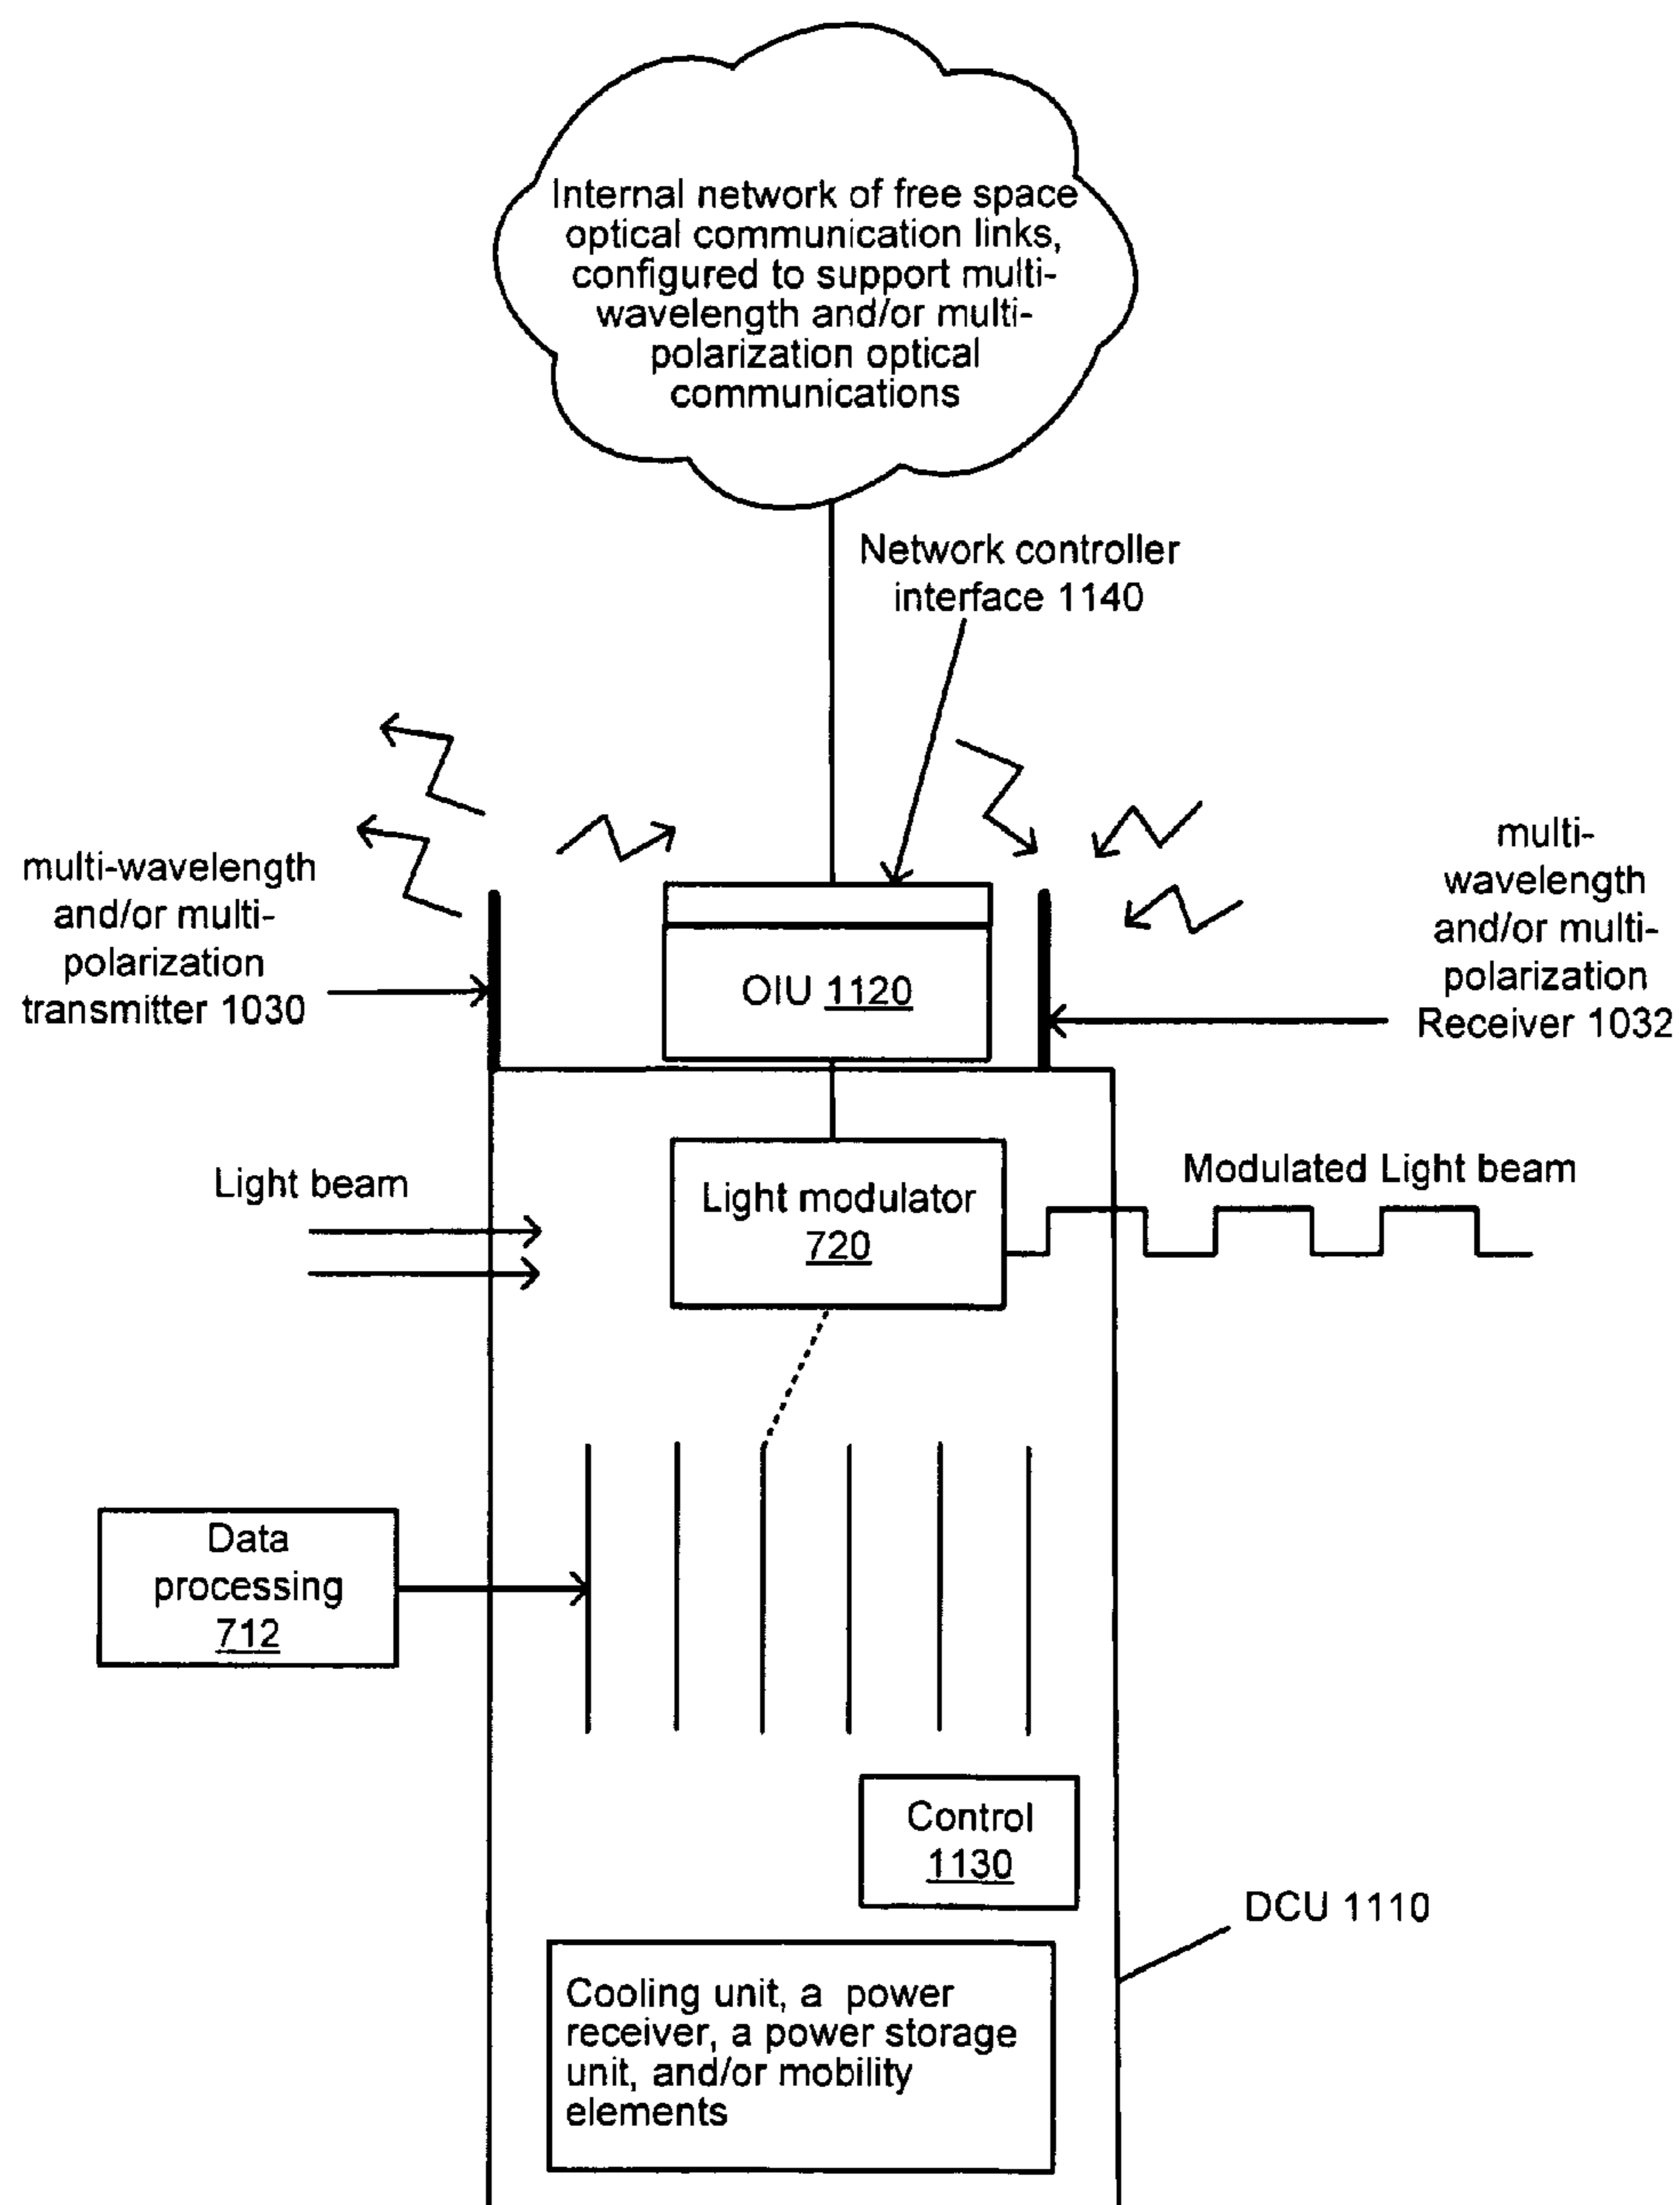 Internal network of free space
optical communication links,
configured to support multi-
wavelength and/or multi-
polarization optical
communications
Network controller
interface 1140
multi-wavelength
and/or multi-
polarization
transmitter 1030
OIU 1120
multi-
wavelength
and/or multi-
polarization
Receiver 1032
Light beam
Light modulator
720
Modulated Light beam
Data
processing
712
Control
1130
DCU 1110
Cooling unit, a power
receiver, a power storage
unit, and/or mobility
elements